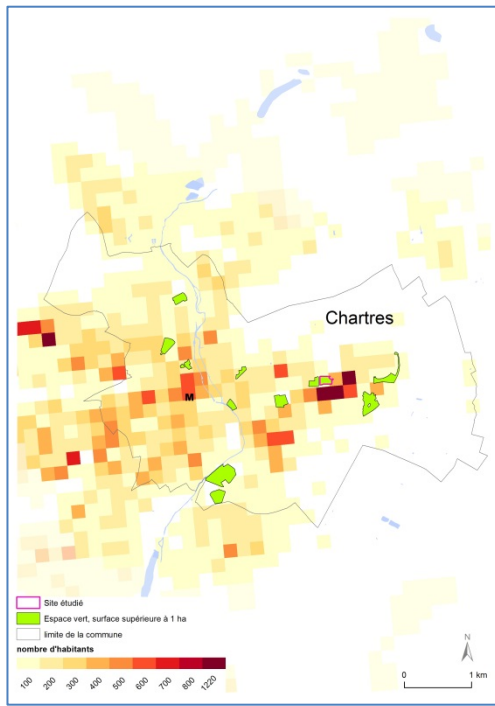 Chartres
M
Site étudié
Espace vert, surface supérieure à 1 ha
limite de la commune
nombre d'habitants
100 200 300 400 500 600 700 800 1220
N
0 1 km